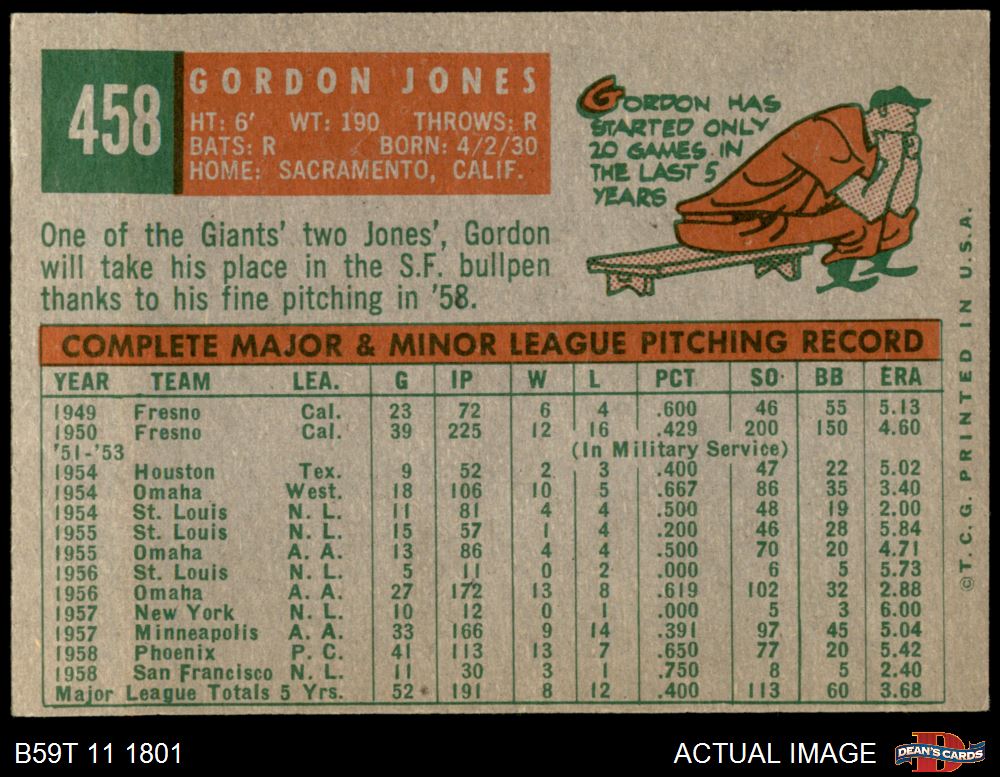 458
GORDON JONES
HT: 6' WT: 190 THROWS: R
BATS: R BORN: 4/2/30
HOME: SACRAMENTO, CALIF.
GORDON HAS
STARTED ONLY
20 GAMES IN
THE LAST 5
YEARS
One of the Giants' two Jones', Gordon
will take his place in the S.F. bullpen
thanks to his fine pitching in '58.
COMPLETE MAJOR & MINOR LEAGUE PITCHING RECORD
YEAR TEAM LEA. G IP W L PCT SO BB ERA
1949 Fresno Cal. 23 72 6 4 .600 46 55 5.13
1950 Fresno Cal. 39 225 12 16 .429 200 150 4.60
'51-'53 (In Military Service)
1954 Houston Tex. 9 52 2 3 .400 47 22 5.02
1954 Omaha West. 18 106 10 5 .667 86 35 3.40
1954 St. Louis N. L. 11 81 4 4 .500 48 19 2.00
1955 St. Louis N. L. 15 57 1 4 .200 46 28 5.84
1955 Omaha A. A. 13 86 4 4 .500 70 20 4.71
1956 St. Louis N. L. 5 11 0 2 .000 6 5 5.73
1956 Omaha A. A. 27 172 13 8 .619 102 32 2.88
1957 New York N. L. 10 12 0 1 .000 5 3 6.00
1957 Minneapolis A. A. 33 166 9 14 .391 97 45 5.04
1958 Phoenix P. C. 41 113 13 7 .650 77 20 5.42
1958 San Francisco N. L. 11 30 3 1 .750 8 5 2.40
Major League Totals 5 Yrs. 52 191 8 12 .400 113 60 3.68
©T.C.G. PRINTED IN U.S.A.
B59T 11 1801
ACTUAL IMAGE
DEAN'S CARDS